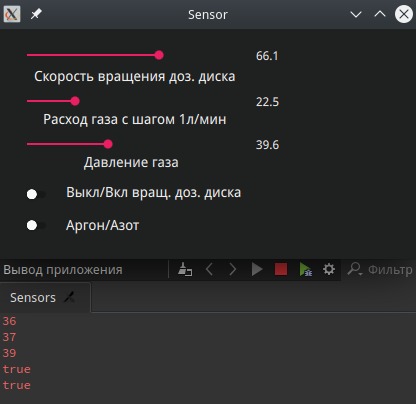 Sensor
66.1
Скорость вращения доз. диска
22.5
Расход газа с шагом 1л/мин
39.6
Давление газа
Выкл/Вкл вращ. доз. диска
Аргон/Азот
Вывод приложения
Фильтр
Sensors
36
37
39
true
true